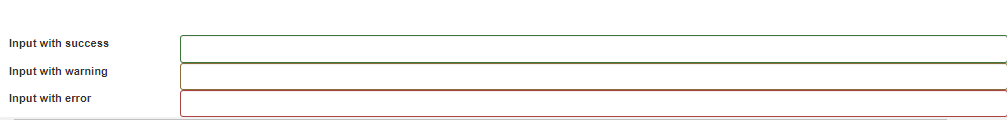 Input with success
Input with warning
Input with error